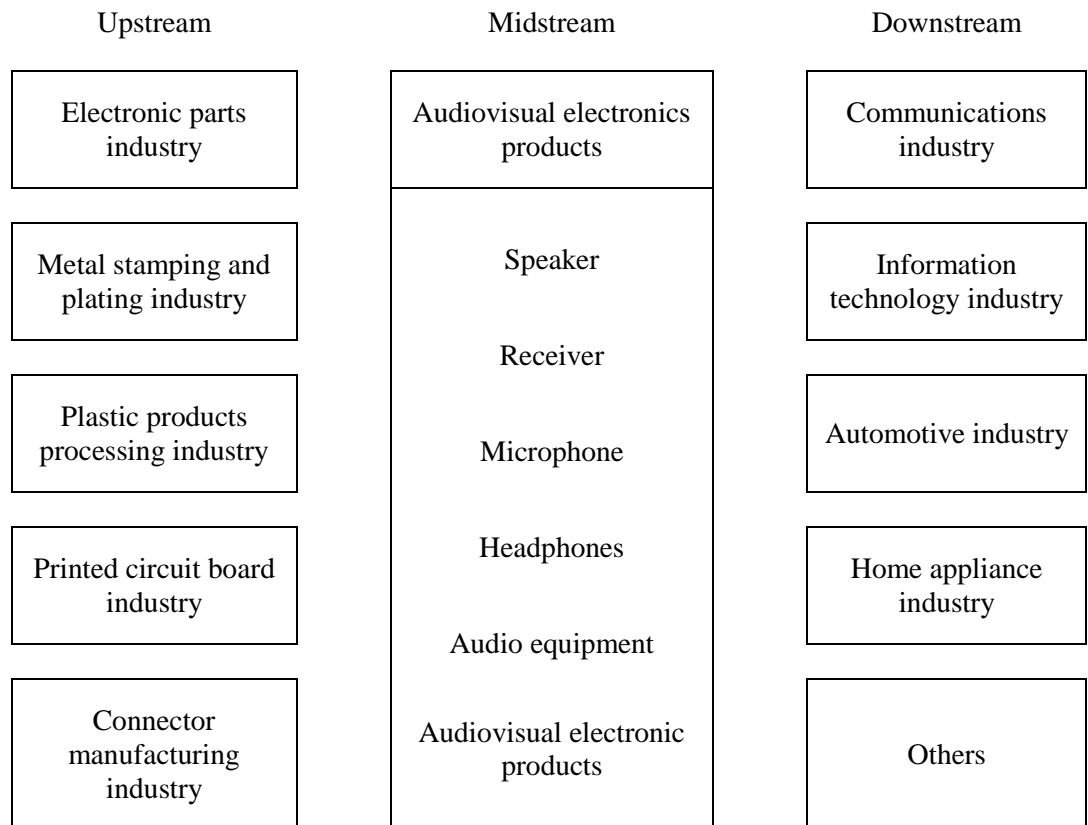 Upstream
Midstream
Downstream
Electronic parts
industry
Audiovisual electronics
products
Communications
industry
Metal stamping and
plating industry
Speaker
Information
technology industry
Receiver
Plastic products
processing industry
Microphone
Automotive industry
Printed circuit board
industry
Headphones
Home appliance
industry
Audio equipment
Connector
manufacturing
industry
Audiovisual electronic
products
Others